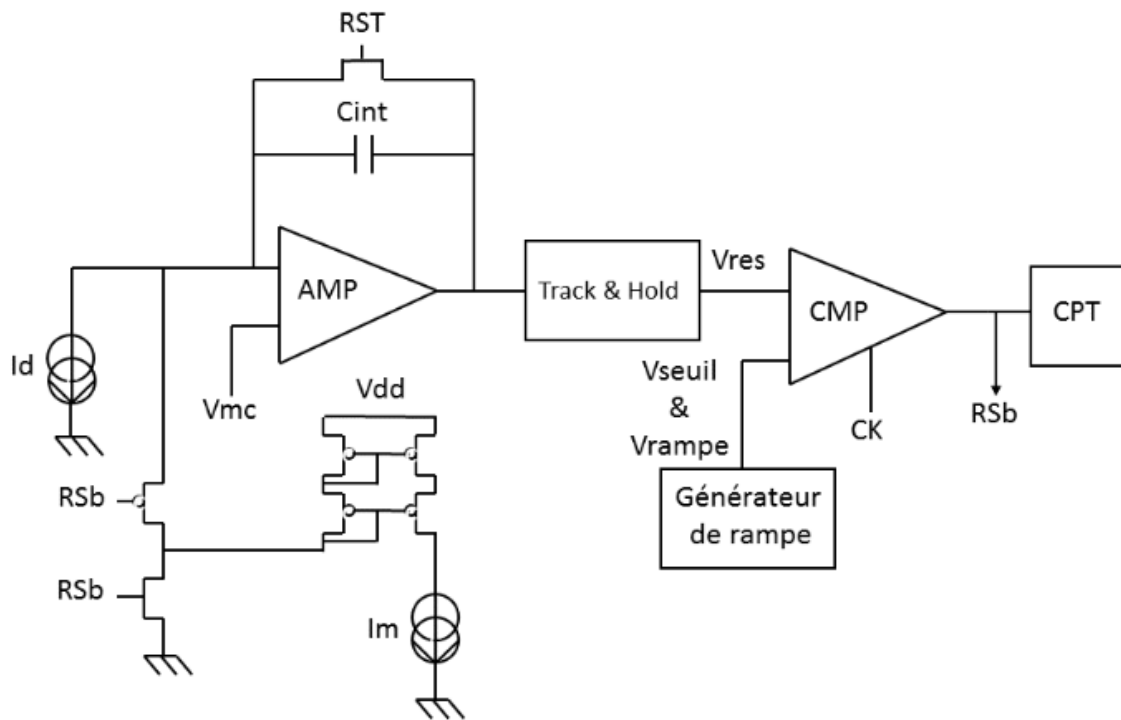 RST
Cint
AMP
Track & Hold
Vres
CMP
CPT
Id
Vmc
Vdd
Vseuil
&
Vrampe
CK
RSb
RSb
Générateur
de rampe
RSb
Im